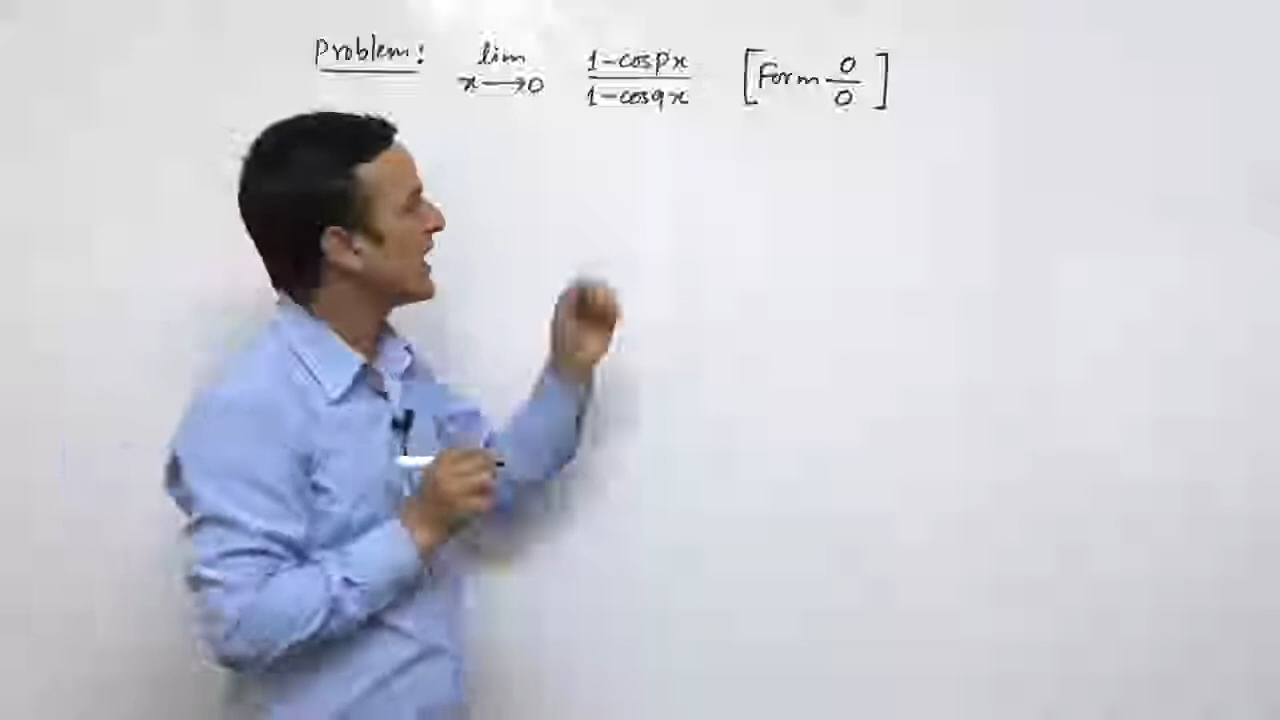 Problem: lim x→0 1-cospx / 1-cosqx [Form 0/0]